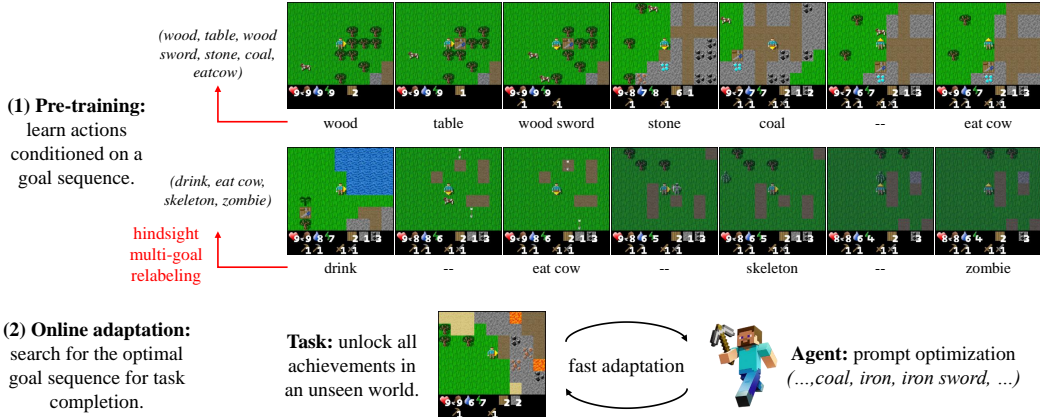 (wood, table, wood
sword, stone, coal,
eatcow)
(1) Pre-training:
learn actions
conditioned on a
goal sequence.
wood table wood sword stone coal -- eat cow
(drink, eat cow,
skeleton, zombie)
hindsight
multi-goal
relabeling
drink -- eat cow -- skeleton -- zombie
(2) Online adaptation:
search for the optimal
goal sequence for task
completion.
Task: unlock all
achievements in
an unseen world.
fast adaptation
Agent: prompt optimization
(…,coal, iron, iron sword, …)